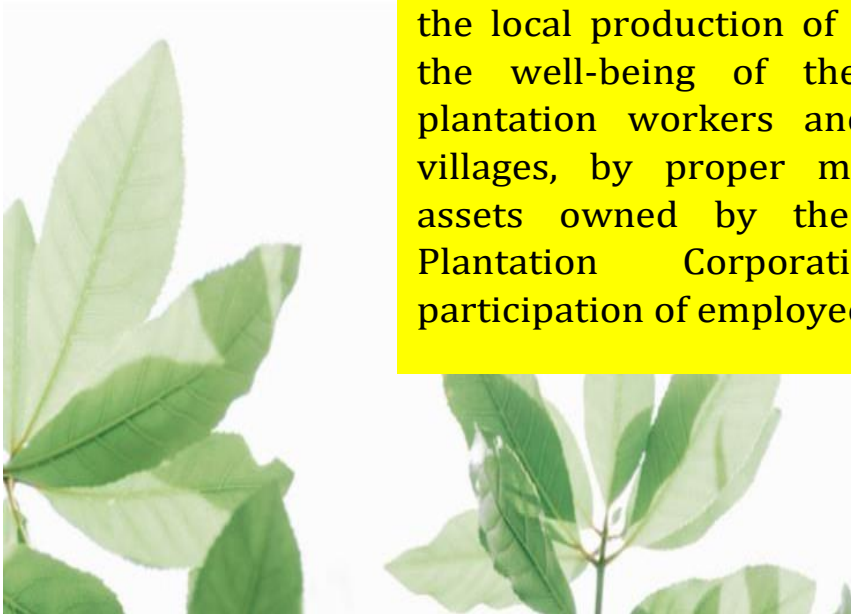 the local production of
the well-being of the
plantation workers and
villages, by proper m
assets owned by the
Plantation Corporati
participation of employe